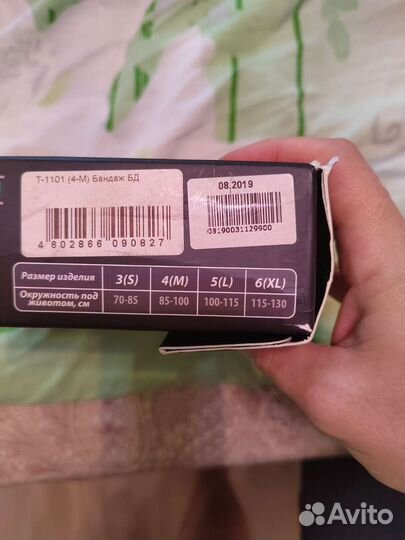 Т-1101 (4-М) Бандаж БД
4 602866 090827
08.2019
08190031129900
Размер изделия 3(S) 4(M) 5(L) 6(XL)
Окружность под животом, см 70-85 85-100 100-115 115-130
Avito